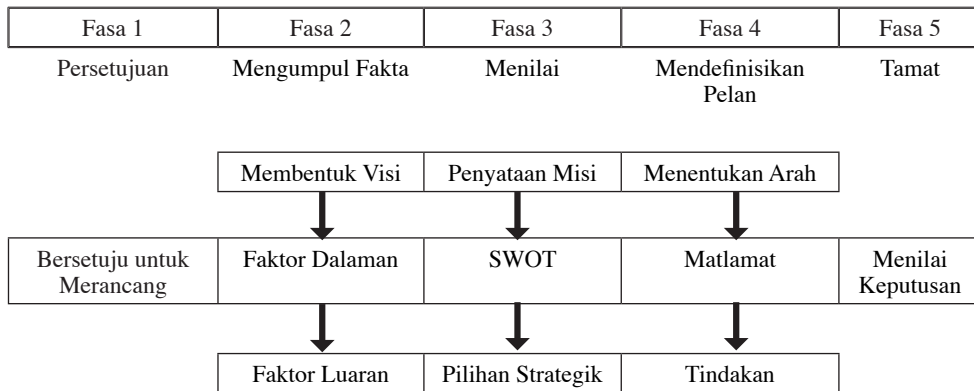 Fasa 1 Fasa 2 Fasa 3 Fasa 4 Fasa 5
Persetujuan Mengumpul Fakta Menilai Mendefinisikan Tamat
Pelan
Membentuk Visi Penyataan Misi Menentukan Arah
Bersetuju untuk Faktor Dalaman SWOT Matlamat Menilai
Merancang Keputusan
Faktor Luaran Pilihan Strategik Tindakan